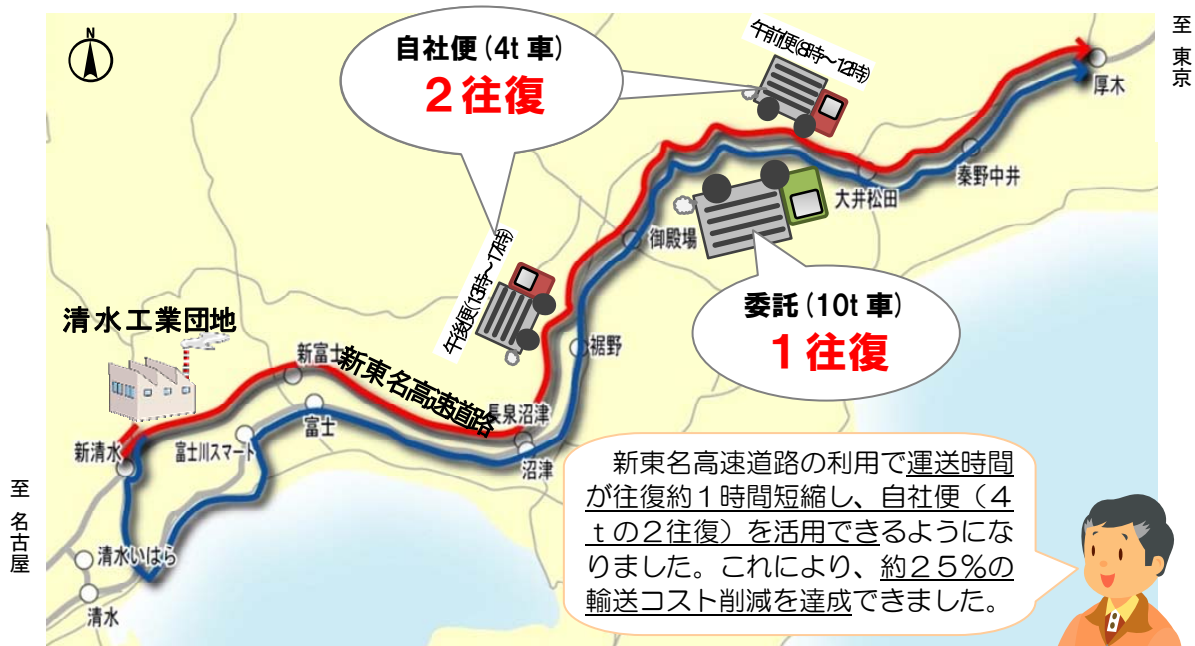 N
至 東京
自社便(4t 車)
２往復
午前便(8時～12時)
厚木
秦野中井
大井松田
御殿場
午後便(13時～17時)
委託(10t 車)
１往復
清水工業団地
裾野
新富士
新東名高速道路
長泉沼津
富士
沼津
富士川スマート
新清水
至 名古屋
清水いはら
清水
新東名高速道路の利用で運送時間
が往復約１時間短縮し、自社便（４
ｔの２往復）を活用できるようにな
りました。これにより、約２５％の
輸送コスト削減を達成できました。